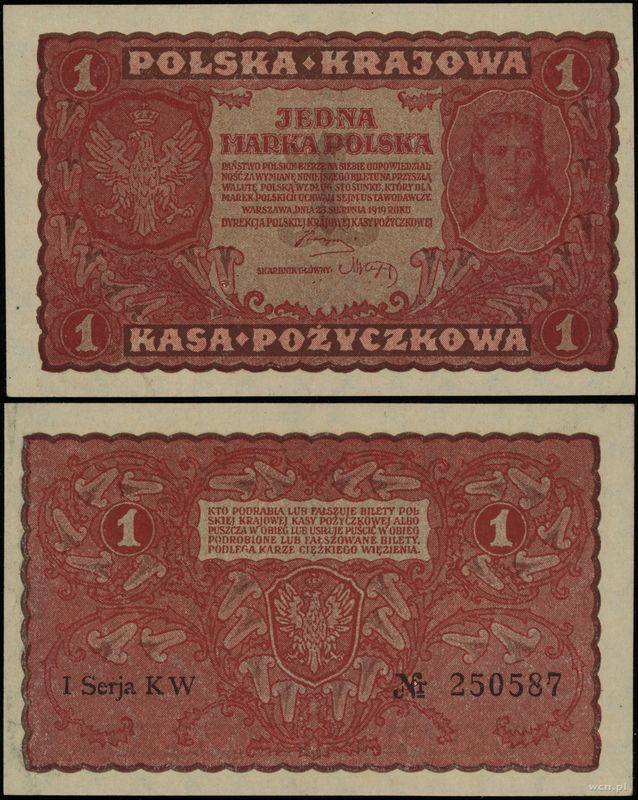 1 POLSKA ◆ KRAJOWA 1
JEDNA
MARKA POLSKA
PAŃSTWO POLSKIE BIERZE NA SIEBIE ODPOWIEDZIAL
NOŚĆ ZA WYMIANĘ NINIEJSZEGO BILETU NA PRZYSZŁĄ
WALUTĘ POLSKĄ WEDŁUG STOSUNKU, KTÓRY DLA
MAREK POLSKICH UCHWALI SEJM USTAWODAWCZY.
WARSZAWA, DNIA 23 SIERPNIA 1919 ROKU
DYREKCJA POLSKIEJ KRAJOWEJ KASY POŻYCZKOWEJ
SKARBNIK GŁÓWNY:
1 KASA ◆ POŻYCZKOWA 1
KTO PODRABIA LUB FAŁSZUJE BILETY POL
SKIEJ KRAJOWEJ KASY POŻYCZKOWEJ ALBO
PUSZCZA W OBIEG LUB USIŁUJE PUŚCIĆ W OBIEG
PODROBIONE LUB FAŁSZOWANE BILETY,
PODLEGA KARZE CIĘŻKIEGO WIĘZIENIA.
1 1
I Serja K W № 250587
wcn.pl